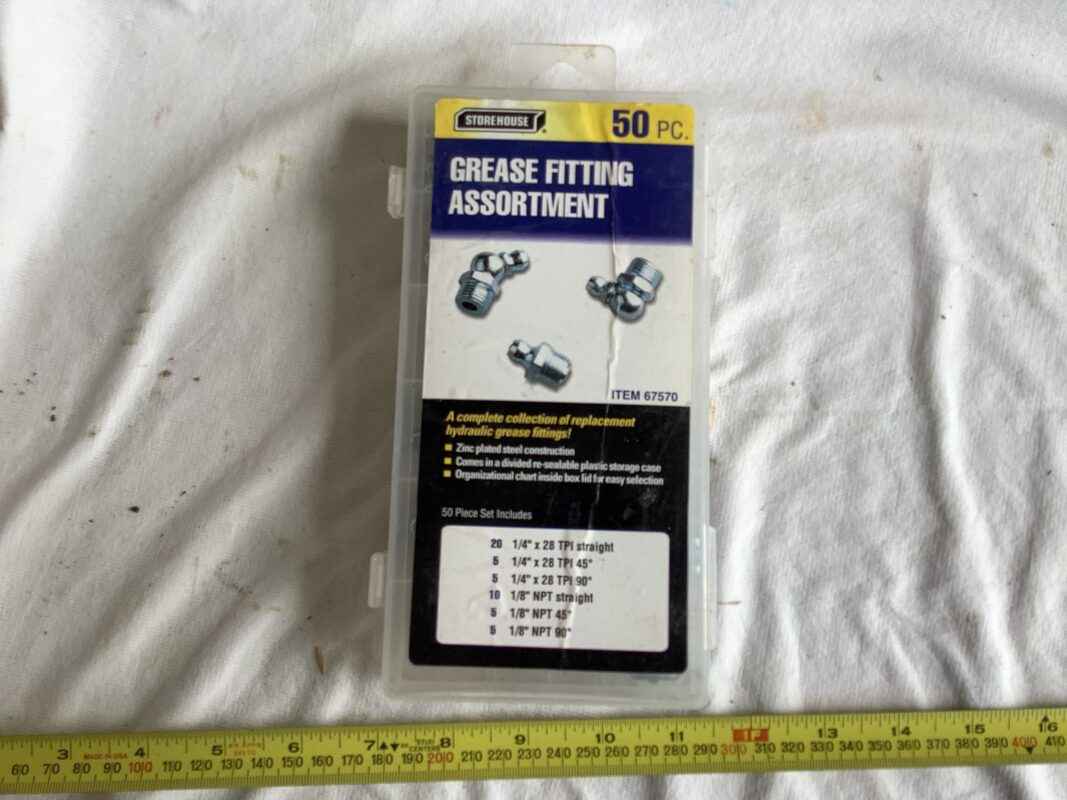 STOREHOUSE
50 PC.
GREASE FITTING
ASSORTMENT
ITEM 67570
A complete collection of replacement
hydraulic grease fittings!
Zinc plated steel construction
Comes in a divided re-sealable plastic storage case
Organizational chart inside box lid for easy selection
50 Piece Set Includes
20 1/4" x 28 TPI straight
5 1/4" x 28 TPI 45°
5 1/4" x 28 TPI 90°
10 1/8" NPT straight
5 1/8" NPT 45°
5 1/8" NPT 90°
3 MADE IN USA 4 5 6 7 STUD CENTERS 8 9 10 11 1F 13 14 15 16
60 80 90 100 110 120 130 140 150 160 170 180 190 200 210 220 230 240 250 260 270 280 290 300 310 320 330 340 350 360 370 380 390 400 410